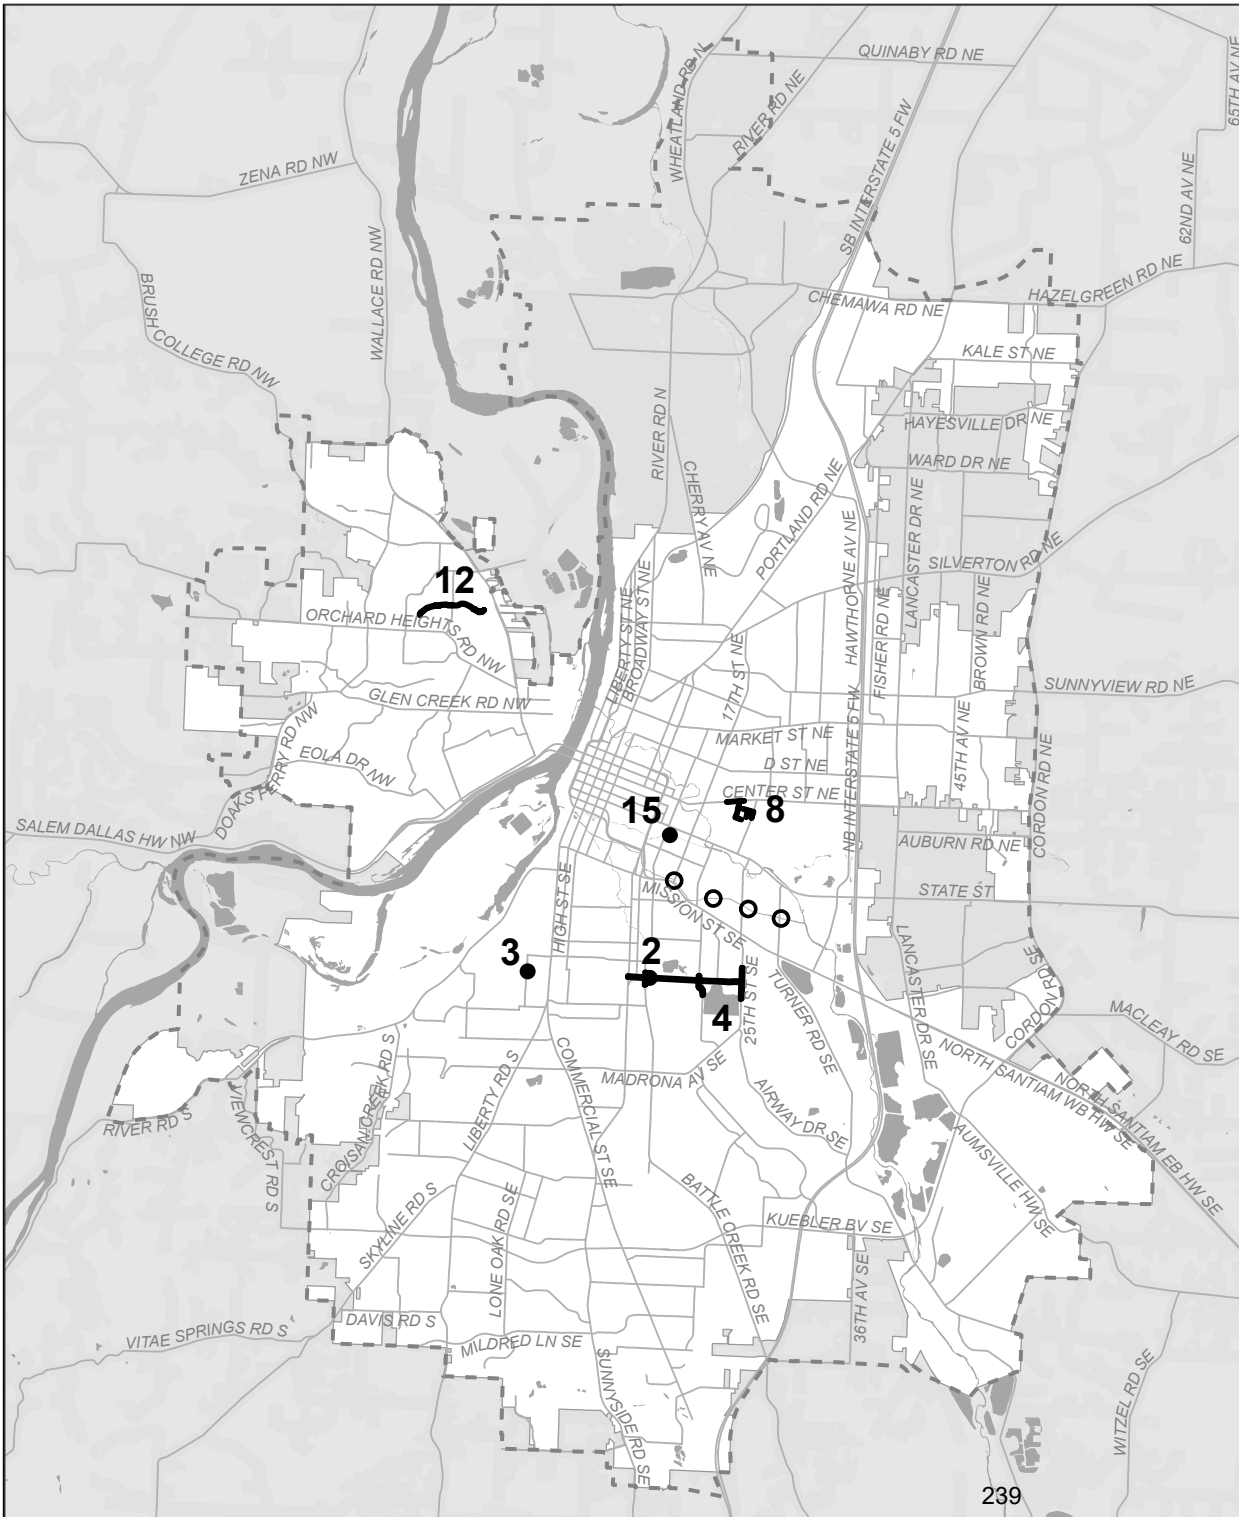 QUINABY RD NE
65TH AV NE
WHEATLAND RD N
RIVER RD NE
SB INTERSTATE 5 FW
ZENA RD NW
62ND AV NE
WALLACE RD NW
HAZELGREEN RD NE
BRUSH COLLEGE RD NW
CHEMAWA RD NE
KALE ST NE
RIVER RD N
HAYESVILLE DR NE
CHERRY AV NE
WARD DR NE
PORTLAND RD NE
LANCASTER DR NE
HAWTHORNE AV NE
SILVERTON RD NE
12
ORCHARD HEIGHTS RD NW
LIBERTY ST NE
BROADWAY ST NE
FISHER RD NE
BROWN RD NE
17TH ST NE
SUNNYVIEW RD NE
GLEN CREEK RD NW
DOAKS FERRY RD NW
MARKET ST NE
45TH AV NE
CORDON RD NE
EOLA DR NW
D ST NE
NB INTERSTATE 5 FW
CENTER ST NE
15
8
SALEM DALLAS HW NW
AUBURN RD NE
HIGH ST SE
MISSION ST SE
STATE ST
3
2
LANCASTER DR SE
CORDON RD SE
25TH ST SE
TURNER RD SE
4
MACLEAY RD SE
NORTH SANTIAM WB HW SE
NORTH SANTIAM EB HW SE
CROISAN CREEK RD S
LIBERTY RD S
COMMERCIAL ST SE
MADRONA AV SE
AIRWAY DR SE
RIVER RD S
VIEWCREST RD S
AUMSVILLE HW SE
SKYLINE RD S
LONE OAK RD SE
BATTLE CREEK RD SE
KUEBLER BV SE
36TH AV SE
DAVIS RD S
VITAE SPRINGS RD S
MILDRED LN SE
SUNNYSIDE RD SE
WITZEL RD SE
239